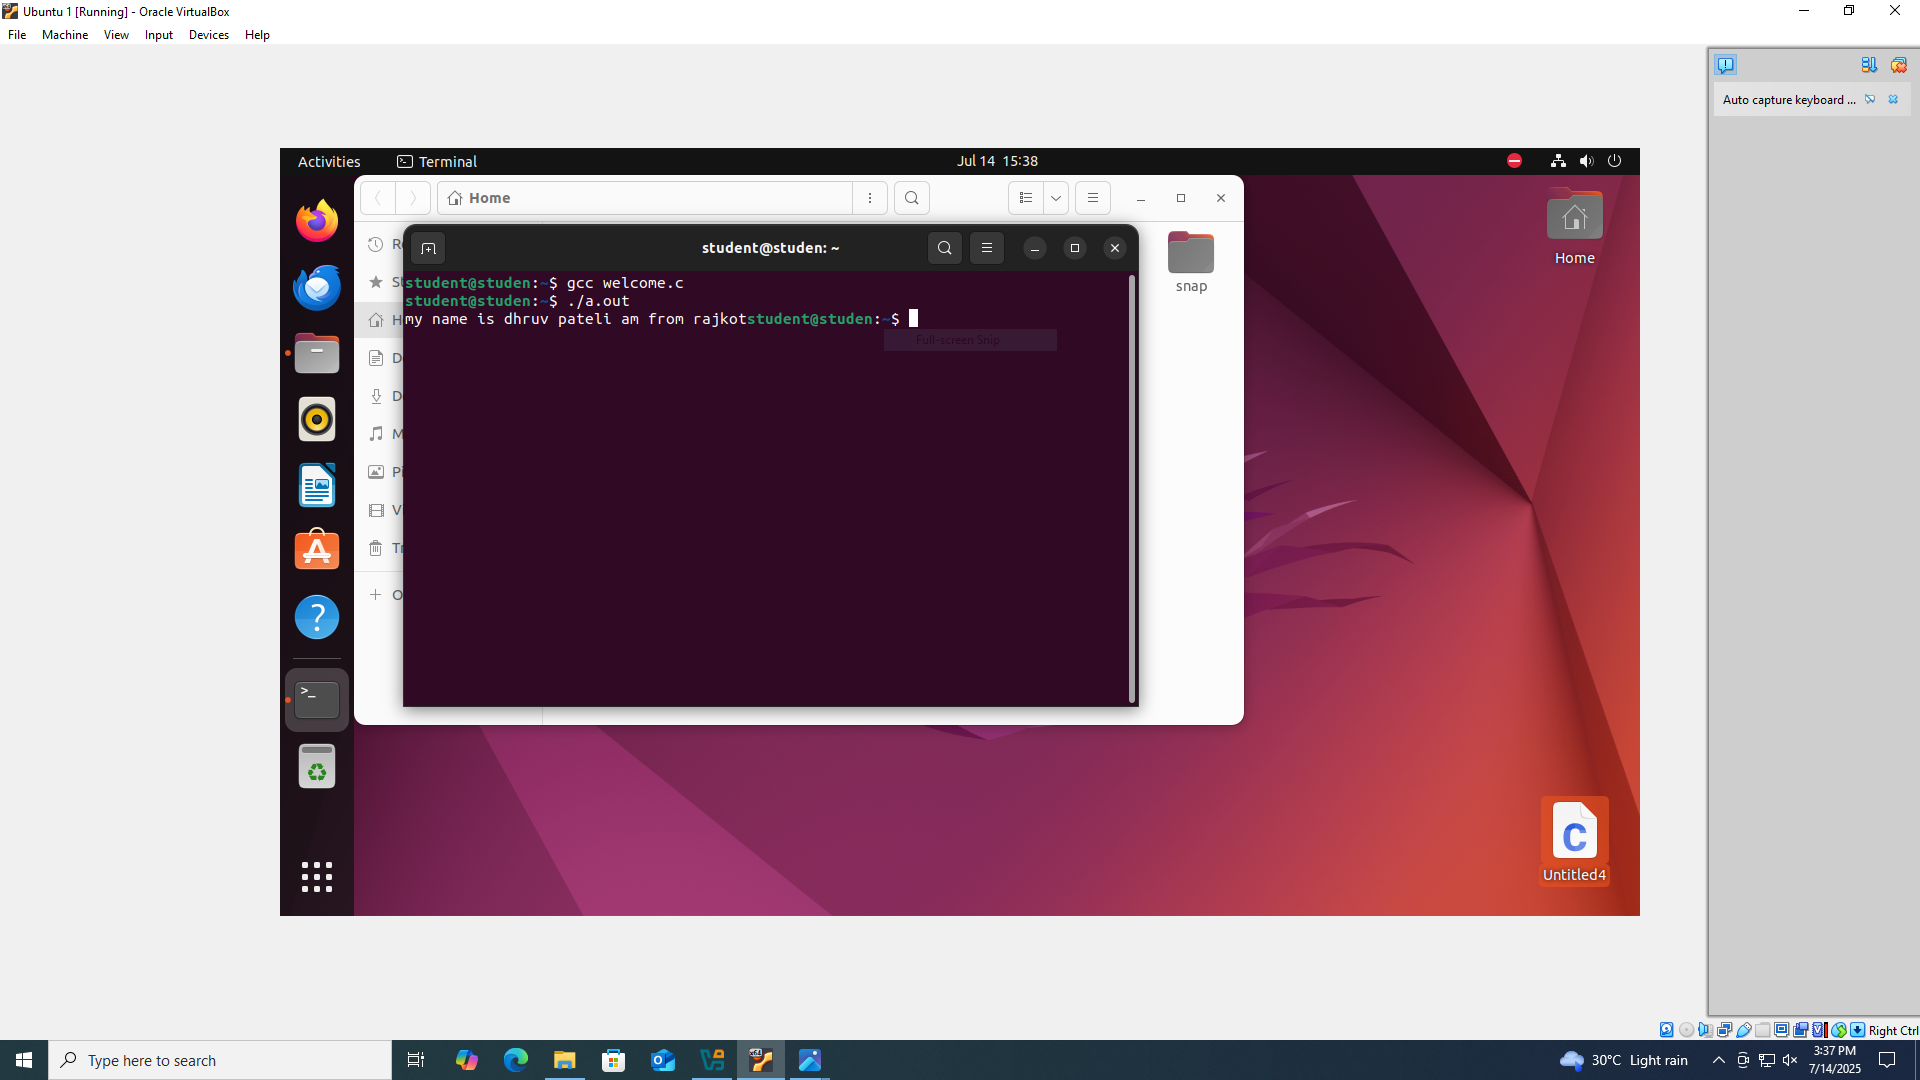 Ubuntu 1 [Running] - Oracle VirtualBox
File Machine View Input Devices Help
Auto capture keyboard ...
Activities Terminal Jul 14 15:38
Home
student@studen: ~
student@studen:~$ gcc welcome.c
student@studen:~$ ./a.out
my name is dhruv pateli am from rajkotstudent@studen:~$
Full-screen Snip
snap
Home
Untitled4
Right Ctrl
Type here to search
30°C Light rain
3:37 PM
7/14/2025